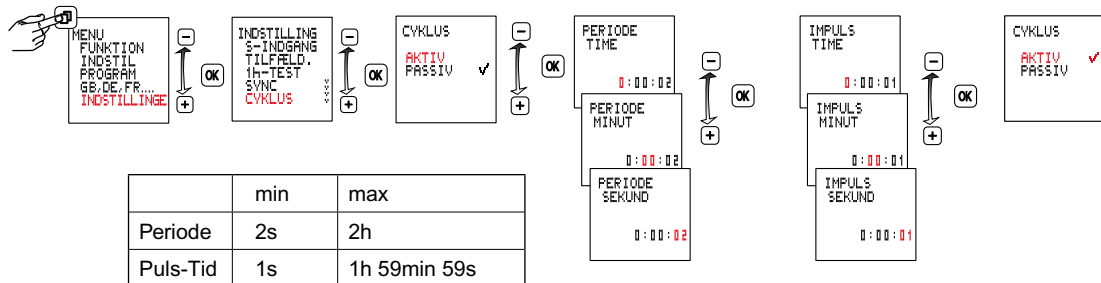 MENU
FUNKTION
INDSTIL
PROGRAM
GB,DE,FR....
INDSTILLINGE
−
OK
+
INDSTILLING
S-INDGANG
TILFÆLD.
1h-TEST
SYNC
CYKLUS
−
OK
+
CYKLUS
AKTIV
PASSIV ✓
−
OK
+
PERIODE
TIME
0:00:02
PERIODE
MINUT
0:00:02
PERIODE
SEKUND
0:00:02
−
OK
+
IMPULS
TIME
0:00:01
IMPULS
MINUT
0:00:01
IMPULS
SEKUND
0:00:01
−
OK
+
CYKLUS
AKTIV ✓
PASSIV
min max
Periode 2s 2h
Puls-Tid 1s 1h 59min 59s